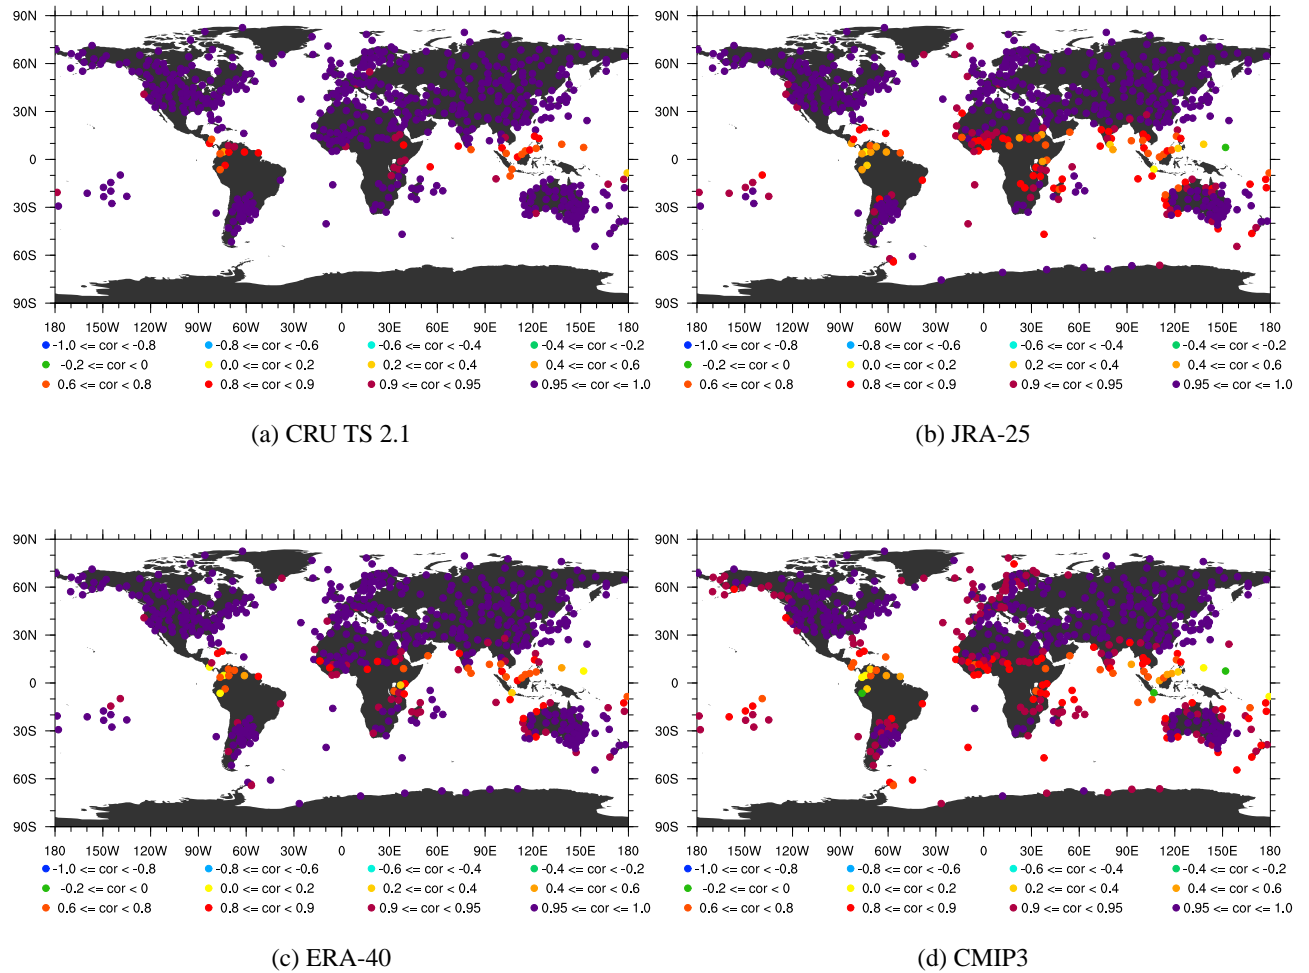 90N 60N 30N 0 30S 60S 90S
180 150W 120W 90W 60W 30W 0 30E 60E 90E 120E 150E 180
-1.0 <= cor < -0.8 -0.8 <= cor < -0.6 -0.6 <= cor < -0.4 -0.4 <= cor < -0.2
-0.2 <= cor < 0 0.0 <= cor < 0.2 0.2 <= cor < 0.4 0.4 <= cor < 0.6
0.6 <= cor < 0.8 0.8 <= cor < 0.9 0.9 <= cor < 0.95 0.95 <= cor <= 1.0
(a) CRU TS 2.1
90N 60N 30N 0 30S 60S 90S
180 150W 120W 90W 60W 30W 0 30E 60E 90E 120E 150E 180
-1.0 <= cor < -0.8 -0.8 <= cor < -0.6 -0.6 <= cor < -0.4 -0.4 <= cor < -0.2
-0.2 <= cor < 0 0.0 <= cor < 0.2 0.2 <= cor < 0.4 0.4 <= cor < 0.6
0.6 <= cor < 0.8 0.8 <= cor < 0.9 0.9 <= cor < 0.95 0.95 <= cor <= 1.0
(b) JRA-25
90N 60N 30N 0 30S 60S 90S
180 150W 120W 90W 60W 30W 0 30E 60E 90E 120E 150E 180
-1.0 <= cor < -0.8 -0.8 <= cor < -0.6 -0.6 <= cor < -0.4 -0.4 <= cor < -0.2
-0.2 <= cor < 0 0.0 <= cor < 0.2 0.2 <= cor < 0.4 0.4 <= cor < 0.6
0.6 <= cor < 0.8 0.8 <= cor < 0.9 0.9 <= cor < 0.95 0.95 <= cor <= 1.0
(c) ERA-40
90N 60N 30N 0 30S 60S 90S
180 150W 120W 90W 60W 30W 0 30E 60E 90E 120E 150E 180
-1.0 <= cor < -0.8 -0.8 <= cor < -0.6 -0.6 <= cor < -0.4 -0.4 <= cor < -0.2
-0.2 <= cor < 0 0.0 <= cor < 0.2 0.2 <= cor < 0.4 0.4 <= cor < 0.6
0.6 <= cor < 0.8 0.8 <= cor < 0.9 0.9 <= cor < 0.95 0.95 <= cor <= 1.0
(d) CMIP3